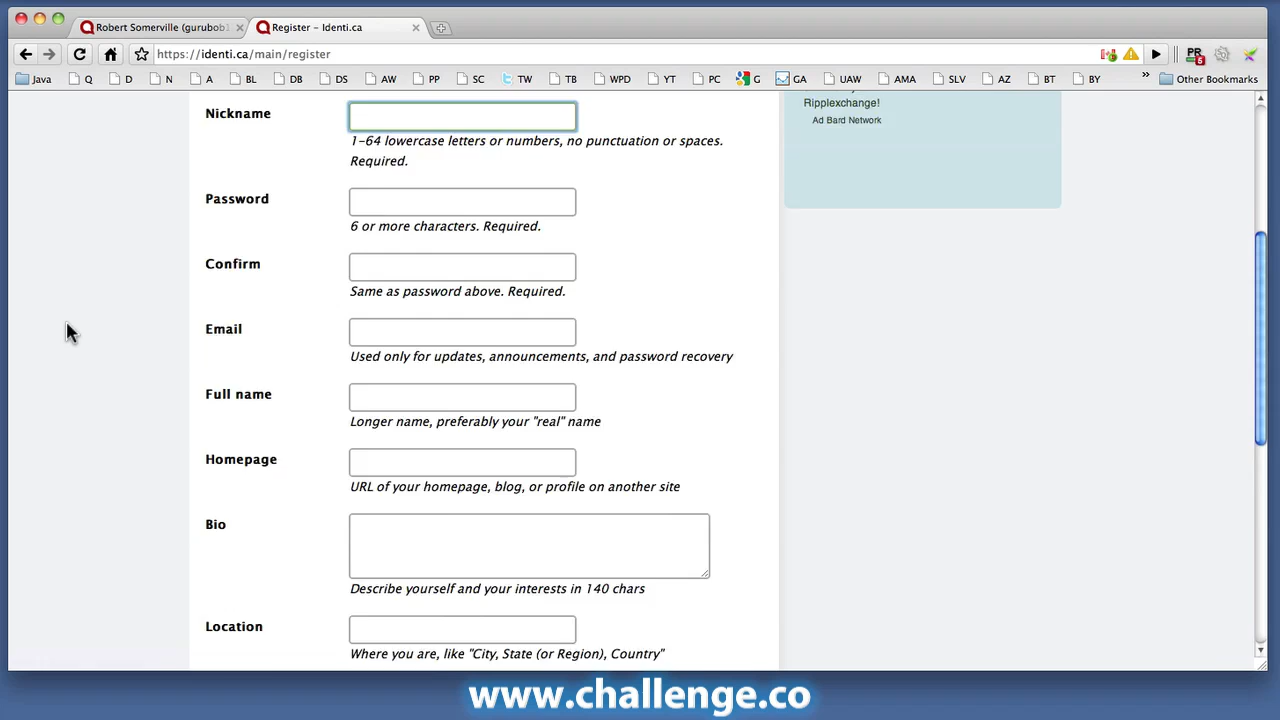 Robert Somerville (gurubob1
Register – Identi.ca
https://identi.ca/main/register
PR
5
Java Q D N A BL DB DS AW PP SC TW TB WPD YT PC G GA UAW AMA SLV AZ BT BY » Other Bookmarks
Ripplexchange!
Ad Bard Network
Nickname
1-64 lowercase letters or numbers, no punctuation or spaces.
Required.
Password
6 or more characters. Required.
Confirm
Same as password above. Required.
Email
Used only for updates, announcements, and password recovery
Full name
Longer name, preferably your "real" name
Homepage
URL of your homepage, blog, or profile on another site
Bio
Describe yourself and your interests in 140 chars
Location
Where you are, like "City, State (or Region), Country"
www.challenge.co